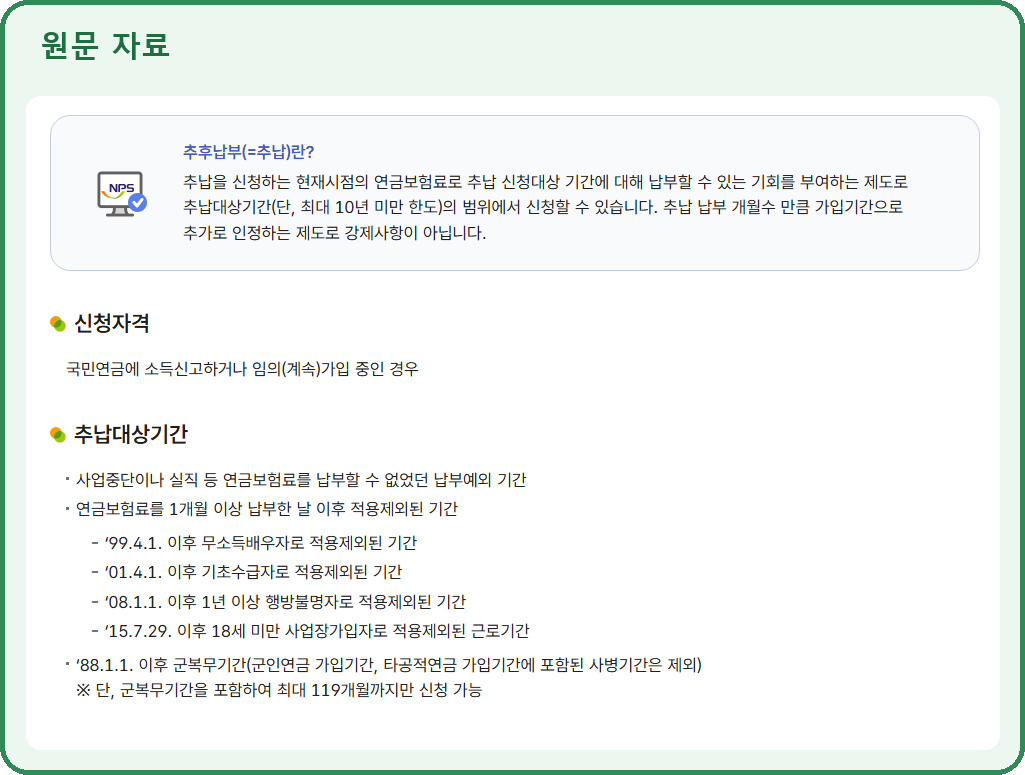 원문 자료
추후납부(=추납)란?
NPS
추납을 신청하는 현재시점의 연금보험료로 추납 신청대상 기간에 대해 납부할 수 있는 기회를 부여하는 제도로
추납대상기간(단, 최대 10년 미만 한도)의 범위에서 신청할 수 있습니다. 추납 납부 개월수 만큼 가입기간으로
추가로 인정하는 제도로 강제사항이 아닙니다.
신청자격
국민연금에 소득신고하거나 임의(계속)가입 중인 경우
추납대상기간
· 사업중단이나 실직 등 연금보험료를 납부할 수 없었던 납부예외 기간
· 연금보험료를 1개월 이상 납부한 날 이후 적용제외된 기간
- ‘99.4.1. 이후 무소득배우자로 적용제외된 기간
- ‘01.4.1. 이후 기초수급자로 적용제외된 기간
- ‘08.1.1. 이후 1년 이상 행방불명자로 적용제외된 기간
- ‘15.7.29. 이후 18세 미만 사업장가입자로 적용제외된 근로기간
· ‘88.1.1. 이후 군복무기간(군인연금 가입기간, 타공적연금 가입기간에 포함된 사병기간은 제외)
※ 단, 군복무기간을 포함하여 최대 119개월까지만 신청 가능